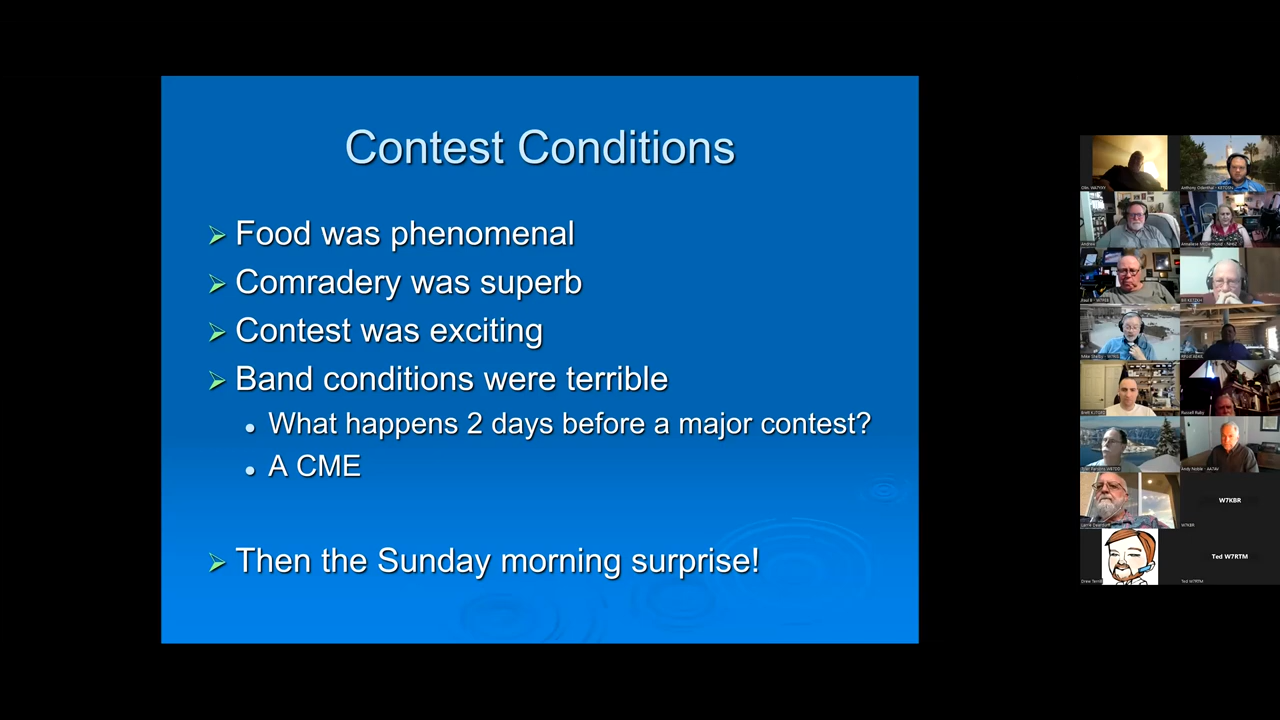 Contest Conditions
Food was phenomenal
Comradery was superb
Contest was exciting
Band conditions were terrible
What happens 2 days before a major contest?
A CME
Then the Sunday morning surprise!
W7KBR
W7KBR
Ted W7RTM
Ted W7RTM